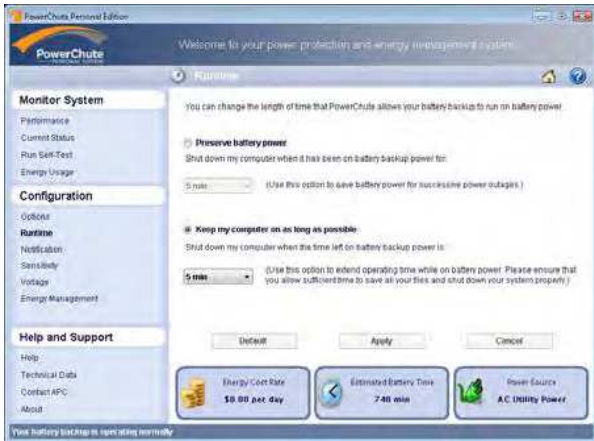 PowerChute Personal Edition
PowerChute
PERSONAL EDITION
Welcome to your power protection and energy management system.
Runtime
Monitor System
Performance
Current Status
Run Self-Test
Energy Usage
Configuration
Options
Runtime
Notification
Sensitivity
Voltage
Energy Management
Help and Support
Help
Technical Data
Contact APC
About
You can change the length of time that PowerChute allows your battery backup to run on battery power.
Preserve battery power
Shut down my computer when it has been on battery backup power for:
5 min
(Use this option to save battery power for successive power outages.)
Keep my computer on as long as possible
Shut down my computer when the time left on battery backup power is:
5 min
(Use this option to extend operating time while on battery power. Please ensure that
you allow sufficient time to save all your files and shut down your system properly.)
Default
Apply
Cancel
Energy Cost Rate
$0.00 per day
Estimated Battery Time
740 min
Power Source
AC Utility Power
Your battery backup is operating normally